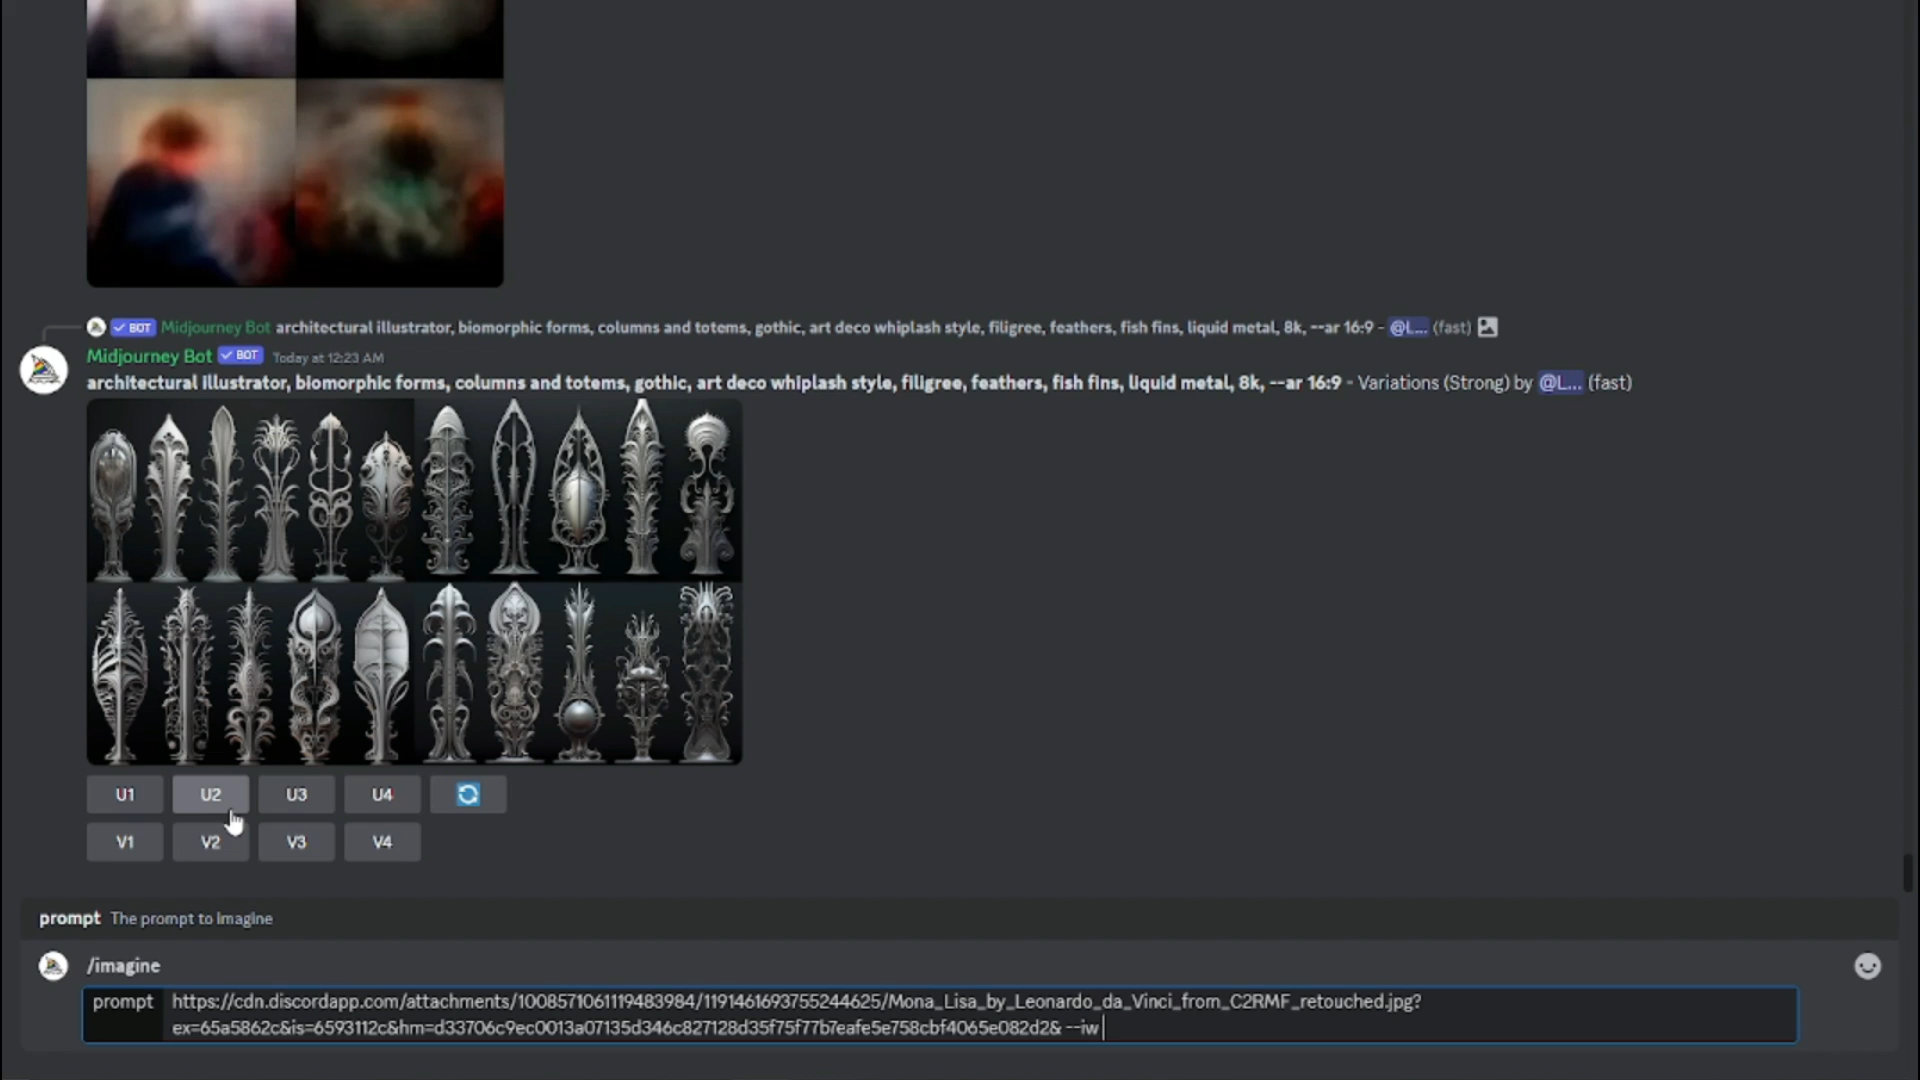 BOT Midjourney Bot architectural illustrator, biomorphic forms, columns and totems, gothic, art deco whiplash style, filigree, feathers, fish fins, liquid metal, 8k, --ar 16:9 - @L... (fast)
Midjourney Bot BOT Today at 12:23 AM
architectural illustrator, biomorphic forms, columns and totems, gothic, art deco whiplash style, filigree, feathers, fish fins, liquid metal, 8k, --ar 16:9 - Variations (Strong) by @L... (fast)
U1 U2 U3 U4
V1 V2 V3 V4
prompt The prompt to imagine
/imagine
prompt https://cdn.discordapp.com/attachments/1008571061119483984/1191461693755244625/Mona_Lisa_by_Leonardo_da_Vinci_from_C2RMF_retouched.jpg?
ex=65a5862c&is=6593112c&hm=d33706c9ec0013a07135d346c827128d35f75f77b7eafe5e758cbf4065e082d2& --iw